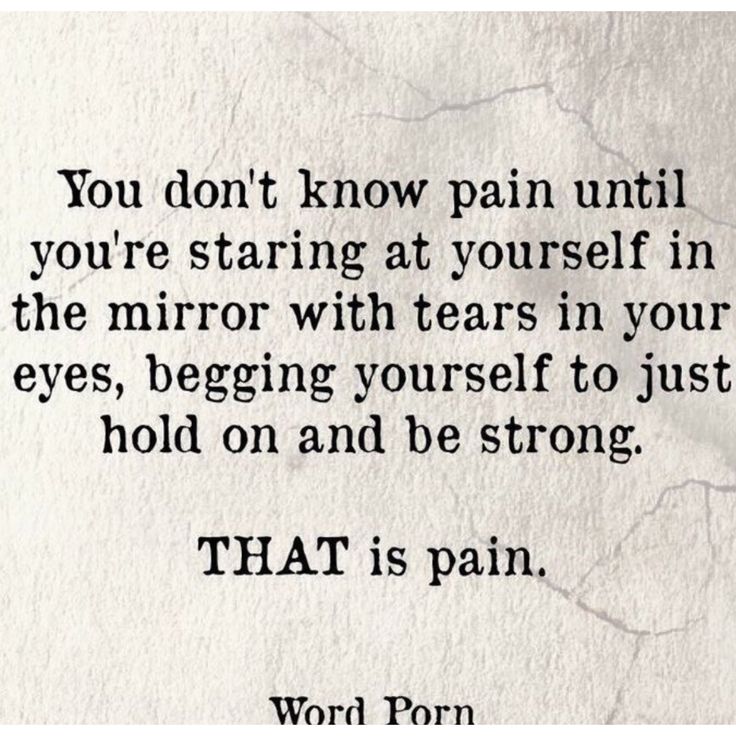 You don't know pain until
you're staring at yourself in
the mirror with tears in your
eyes, begging yourself to just
hold on and be strong.
THAT is pain.
Word Porn